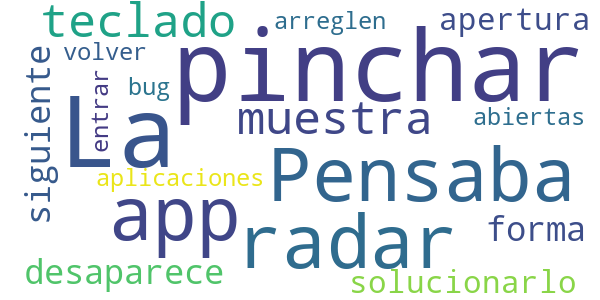 teclado
arreglen
apertura
volver
pinchar
siguiente
entrar
bug
La
muestra
abiertas
aplicaciones
Pensaba
app
radar
forma
desaparece
solucionarlo